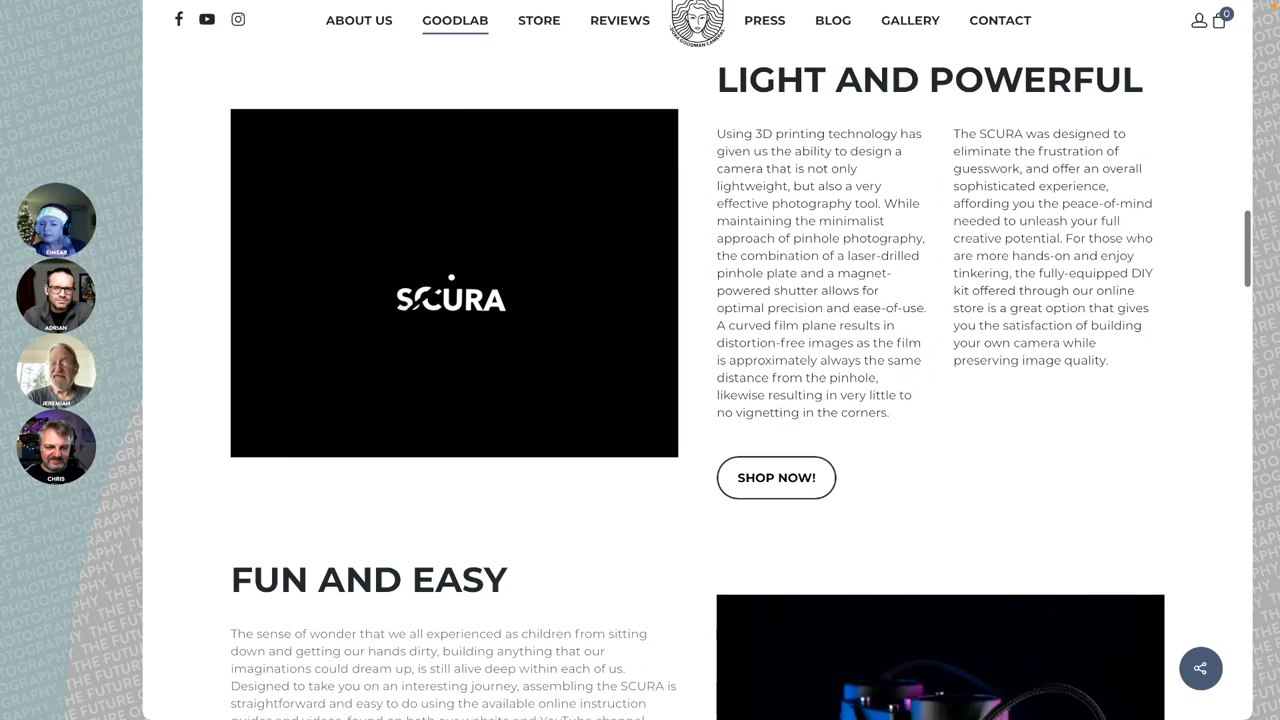 ABOUT US
GOODLAB
STORE
REVIEWS
PRESS
BLOG
GALLERY
CONTACT
0
EIMEAR
ADRIAN
JEREMIAH
CHRIS
SCURA
LIGHT AND POWERFUL
Using 3D printing technology has
given us the ability to design a
camera that is not only
lightweight, but also a very
effective photography tool. While
maintaining the minimalist
approach of pinhole photography,
the combination of a laser-drilled
pinhole plate and a magnet-
powered shutter allows for
optimal precision and ease-of-use.
A curved film plane results in
distortion-free images as the film
is approximately always the same
distance from the pinhole,
likewise resulting in very little to
no vignetting in the corners.
The SCURA was designed to
eliminate the frustration of
guesswork, and offer an overall
sophisticated experience,
affording you the peace-of-mind
needed to unleash your full
creative potential. For those who
are more hands-on and enjoy
tinkering, the fully-equipped DIY
kit offered through our online
store is a great option that gives
you the satisfaction of building
your own camera while
preserving image quality.
SHOP NOW!
FUN AND EASY
The sense of wonder that we all experienced as children from sitting
down and getting our hands dirty, building anything that our
imaginations could dream up, is still alive deep within each of us.
Designed to take you on an interesting journey, assembling the SCURA is
straightforward and easy to do using the available online instruction
guides and videos, found on both our website and YouTube channel